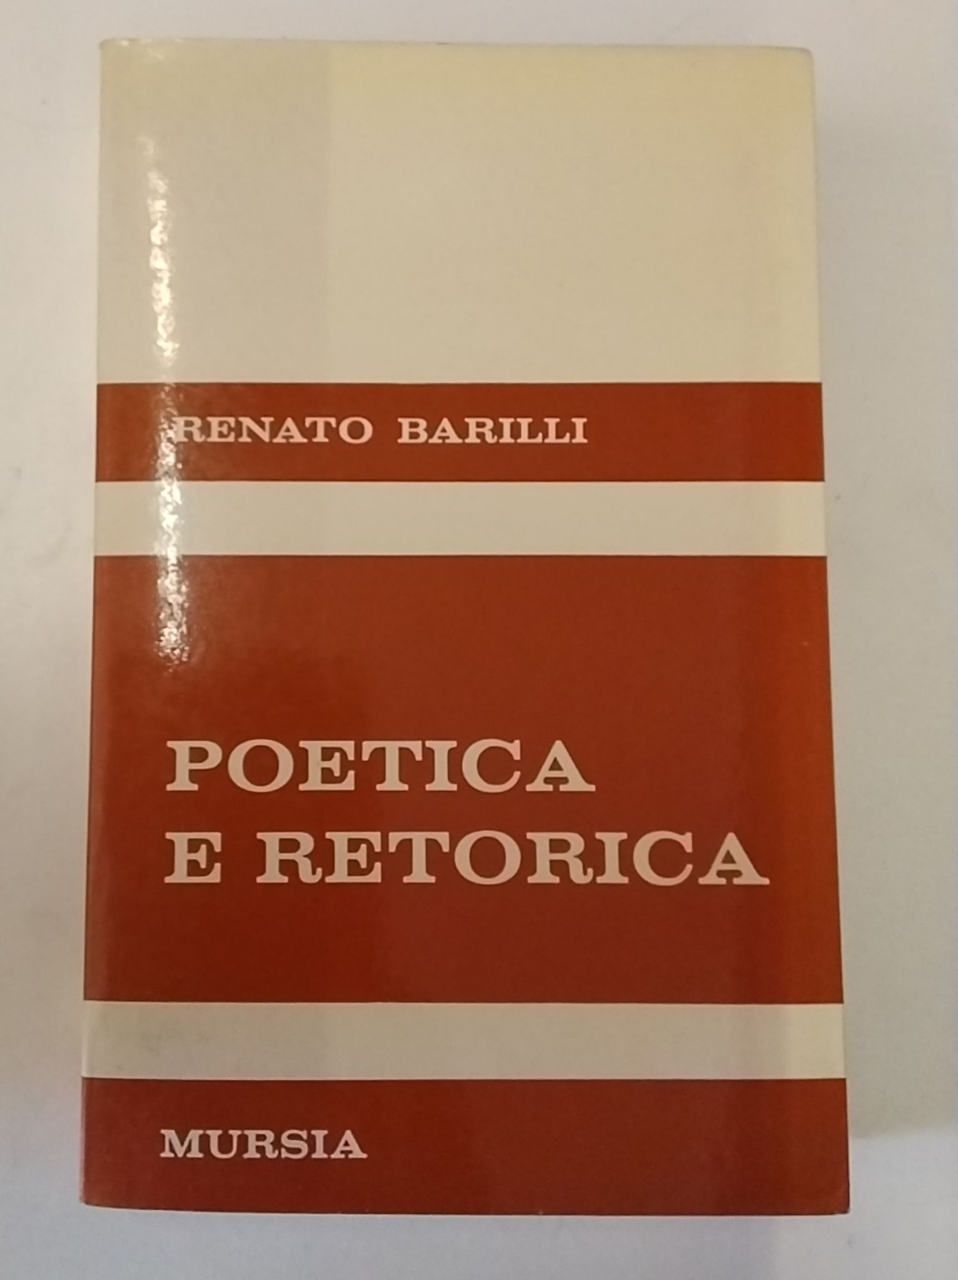 RENATO BARILLI
POETICA
E RETORICA
MURSIA